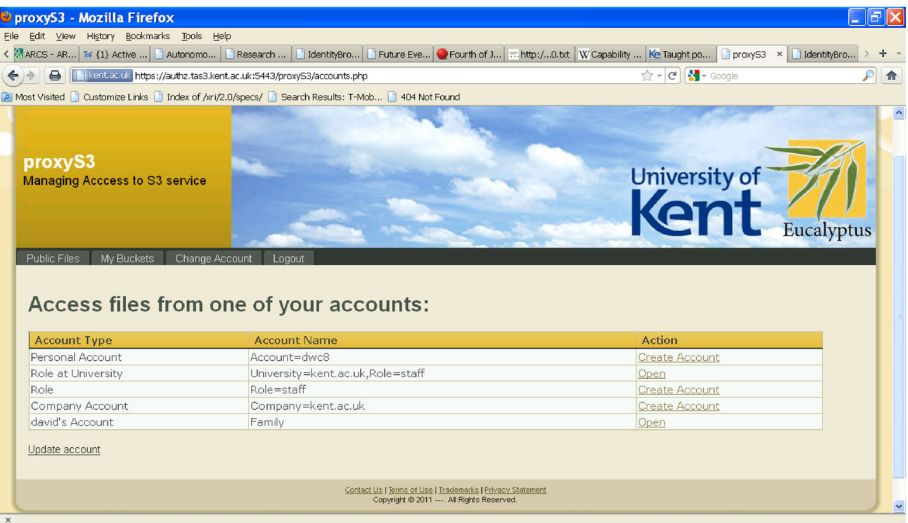 proxyS3 - Mozilla Firefox
File Edit View History Bookmarks Tools Help
ARCS - AR... {1} Active ... Autonomo... Research ... IdentityBro... Future Eve... Fourth of J... http:/...0.txt Capability ... Taught po... proxyS3 × IdentityBro...
kent.ac.uk https://authz.tas3.kent.ac.uk:5443/proxyS3/accounts.php Google
Most Visited Customize Links Index of /xri/2.0/specs/ Search Results: T-Mob... 404 Not Found
proxyS3
Managing Acccess to S3 service
University of
Kent
Eucalyptus
Public Files My Buckets Change Account Logout
Access files from one of your accounts:
Account Type Account Name Action
Personal Account Account=dwc8 Create Account
Role at University University=kent.ac.uk,Role=staff Open
Role Role=staff Create Account
Company Account Company=kent.ac.uk Create Account
david's Account Family Open
Update account
Contact Us | Terms of Use | Trademarks | Privacy Statement
Copyright © 2011 ---. All Rights Reserved.